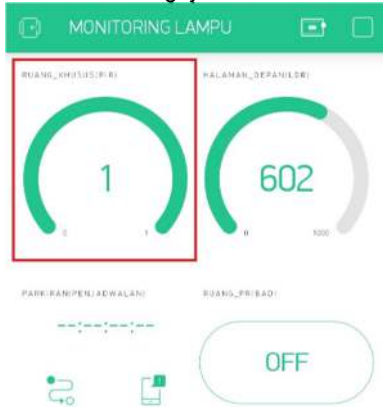 MONITORING LAMPU
RUANG_KHUSUS(PIR)
HALAMAN_DEPAN(LDR)
1
602
0
1
0
1000
PARKIRAN(PENJADWALAN)
RUANG_PRIBADI
--:--:--
OFF